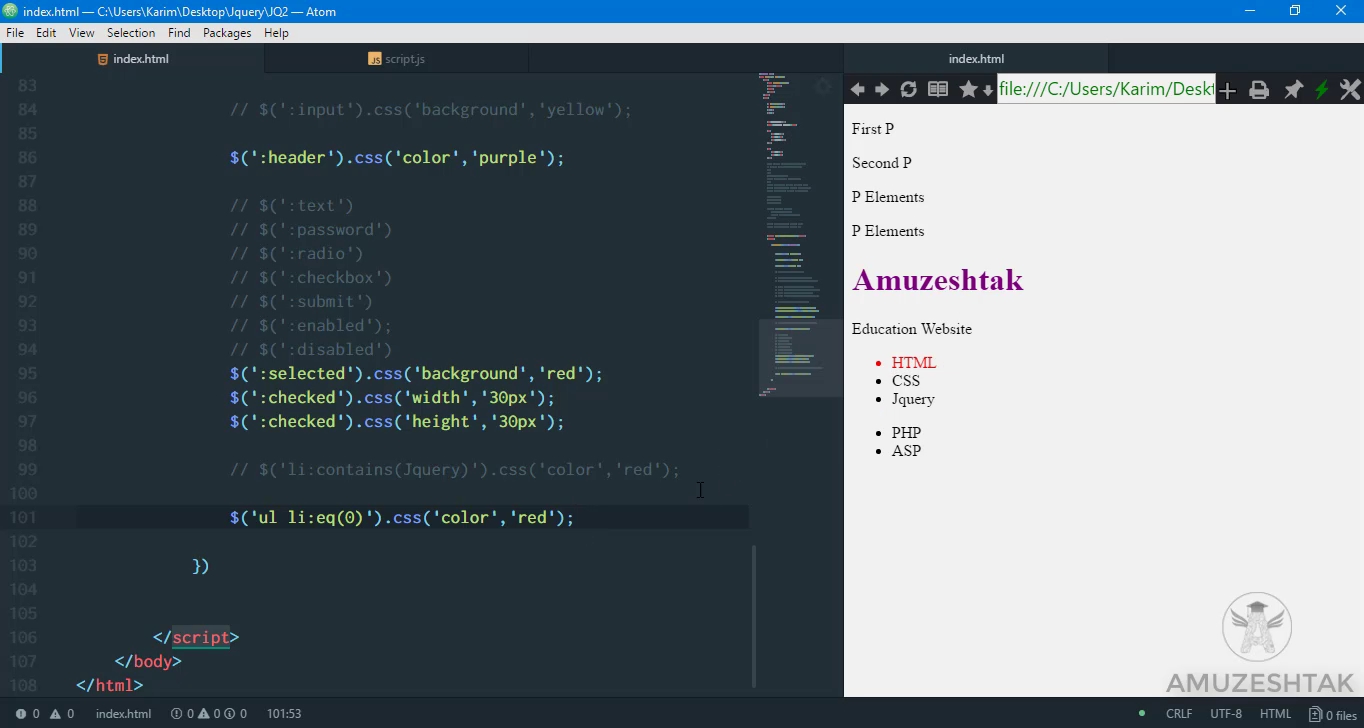 index.html — C:\Users\Karim\Desktop\Jquery\JQ2 — Atom
File Edit View Selection Find Packages Help
index.html script.js index.html
file:///C:/Users/Karim/Deskt
83
84 // $(':input').css('background','yellow');
85
86 $(':header').css('color','purple');
87
88 // $(':text')
89 // $(':password')
90 // $(':radio')
91 // $(':checkbox')
92 // $(':submit')
93 // $(':enabled');
94 // $(':disabled')
95 $(':selected').css('background','red');
96 $(':checked').css('width','30px');
97 $(':checked').css('height','30px');
98
99 // $('li:contains(Jquery)').css('color','red');
100
101 $('ul li:eq(0)').css('color','red');
102
103 })
104
105
106 </script>
107 </body>
108 </html>
First P
Second P
P Elements
P Elements
Amuzeshtak
Education Website
HTML
CSS
Jquery
PHP
ASP
AMUZESHTAK
0 0 index.html 0 0 0 101:53 CRLF UTF-8 HTML 0 files